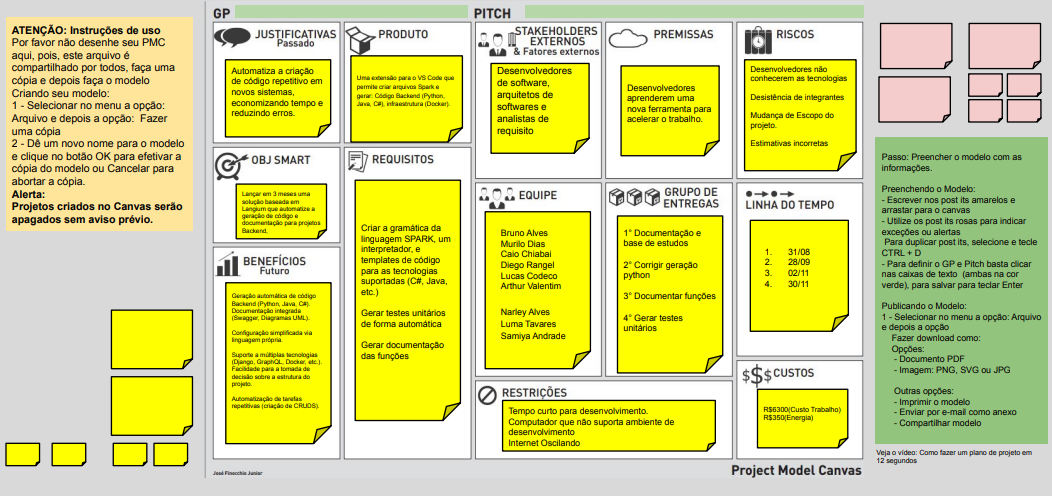 ATENÇÃO: Instruções de uso
Por favor não desenhe seu PMC
aqui, pois, este arquivo é
compartilhado por todos, faça uma
cópia e depois faça o modelo
Criando seu modelo:
1 - Selecionar no menu a opção:
Arquivo e depois a opção: Fazer
uma cópia
2 - Dê um novo nome para o modelo
e clique no botão OK para efetivar a
cópia do modelo ou Cancelar para
abortar a cópia.
Alerta:
Projetos criados no Canvas serão
apagados sem aviso prévio.
GP
PITCH
JUSTIFICATIVAS
Passado
Automatiza a criação
de código repetitivo em
novos sistemas,
economizando tempo e
reduzindo erros.
PRODUTO
Uma extensão para o VS Code que
permite criar arquivos Spark e
gerar: Código Backend (Python,
Java, C#), infraestrutura (Docker).
STAKEHOLDERS
EXTERNOS
& Fatores externos
Desenvolvedores
de software,
arquitetos de
softwares e
analistas de
requisito
PREMISSAS
Desenvolvedores
aprenderem uma
nova ferramenta para
acelerar o trabalho.
RISCOS
Desenvolvedores não
conhecerem as tecnologias
Desistência de integrantes
Mudança de Escopo do
projeto.
Estimativas incorretas
OBJ SMART
Lançar em 3 meses uma
solução baseada em
Langium que automatize a
geração de código e
documentação para projetos
Backend,
REQUISITOS
Criar a gramática da
linguagem SPARK, um
interpretador, e
templates de código
para as tecnologias
suportadas (C#, Java,
etc.)
Gerar testes unitários
de forma automática
Gerar documentação
das funções
EQUIPE
Bruno Alves
Murilo Dias
Caio Chiabai
Diego Rangel
Lucas Codeco
Arthur Valentim
Narley Alves
Luma Tavares
Samiya Andrade
GRUPO DE
ENTREGAS
1° Documentação e
base de estudos
2° Corrigir geração
python
3° Documentar funções
4° Gerar testes
unitários
LINHA DO TEMPO
1. 31/08
2. 28/09
3. 02/11
4. 30/11
BENEFÍCIOS
Futuro
Geração automática de código
Backend (Python, Java, C#).
Documentação integrada
(Swagger, Diagramas UML).
Configuração simplificada via
linguagem própria.
Suporte a múltiplas tecnologias
(Django, GraphQL, Docker, etc.).
Facilidade para a tomada de
decisão sobre a estrutura do
projeto.
Automatização de tarefas
repetitivas (criação de CRUDS).
RESTRIÇÕES
Tempo curto para desenvolvimento.
Computador que não suporta ambiente de
desenvolvimento
Internet Oscilando
$$$CUSTOS
R$6300(Custo Trabalho)
R$350(Energia)
José Finocchio Junior
Project Model Canvas
Passo: Preencher o modelo com as
informações.
Preenchendo o Modelo:
- Escrever nos post its amarelos e
arrastar para o canvas
- Utilize os post its rosas para indicar
exceções ou alertas
Para duplicar post its, selecione e tecle
CTRL + D
- Para definir o GP e Pitch basta clicar
nas caixas de texto (ambas na cor
verde), para salvar para teclar Enter
Publicando o Modelo:
1 - Selecionar no menu a opção: Arquivo
e depois a opção
Fazer download como:
Opções:
- Documento PDF
- Imagem: PNG, SVG ou JPG
Outras opções:
- Imprimir o modelo
- Enviar por e-mail como anexo
- Compartilhar modelo
Veja o vídeo: Como fazer um plano de projeto em
12 segundos